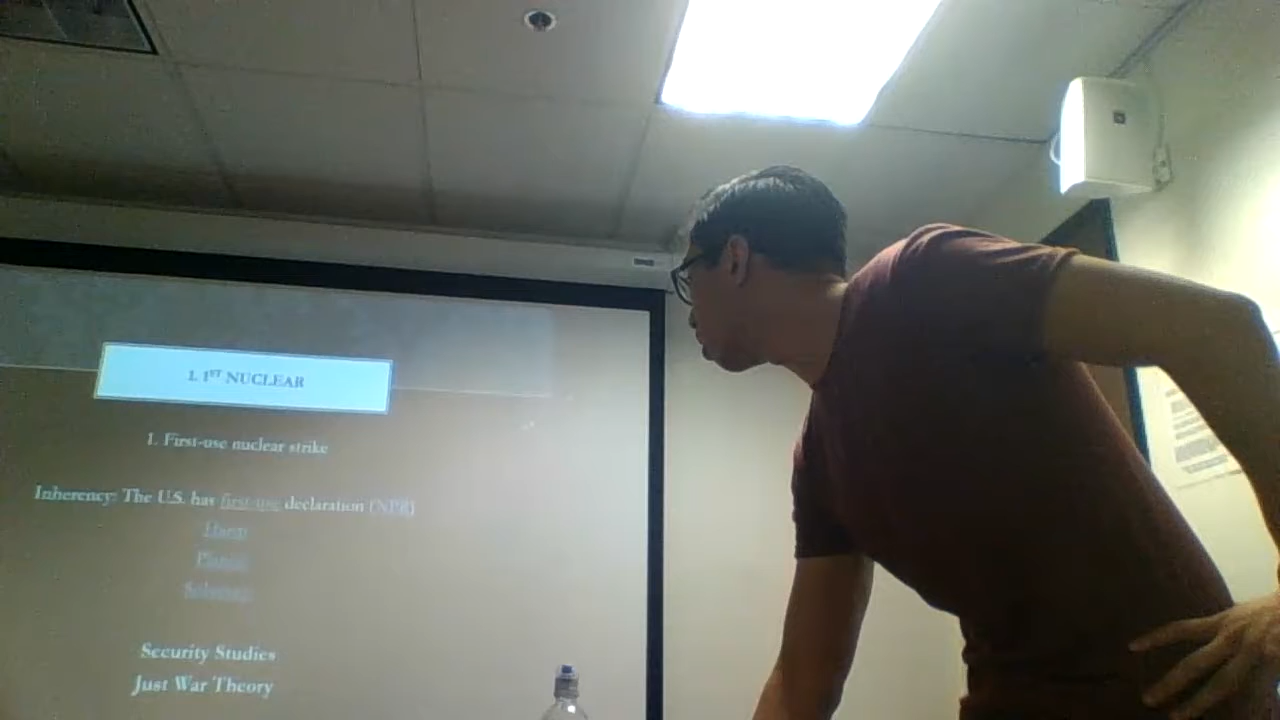 1. 1ST NUCLEAR
1. First-use nuclear strike
Inherency: The U.S. has first-use declaration (NPR)
Harm
Solvency
Security Studies
Just War Theory